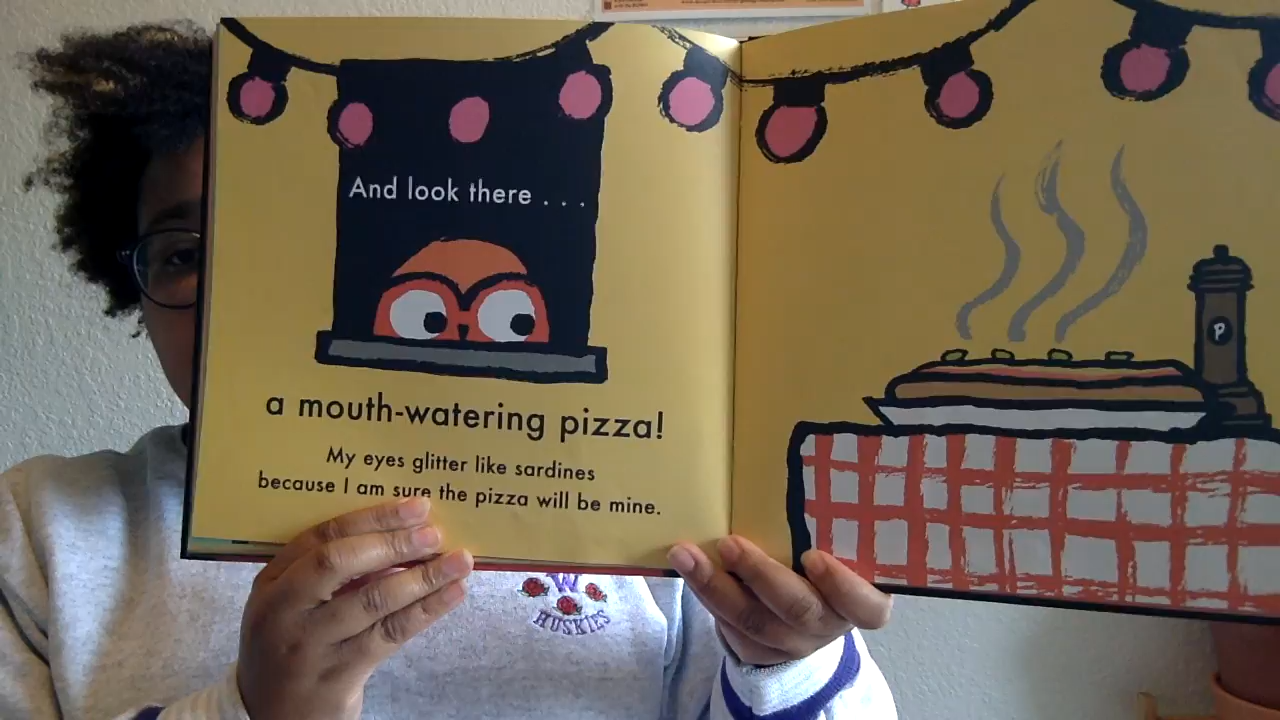 And look there . . .
a mouth-watering pizza!
My eyes glitter like sardines
because I am sure the pizza will be mine.
P
W
HUSKIES